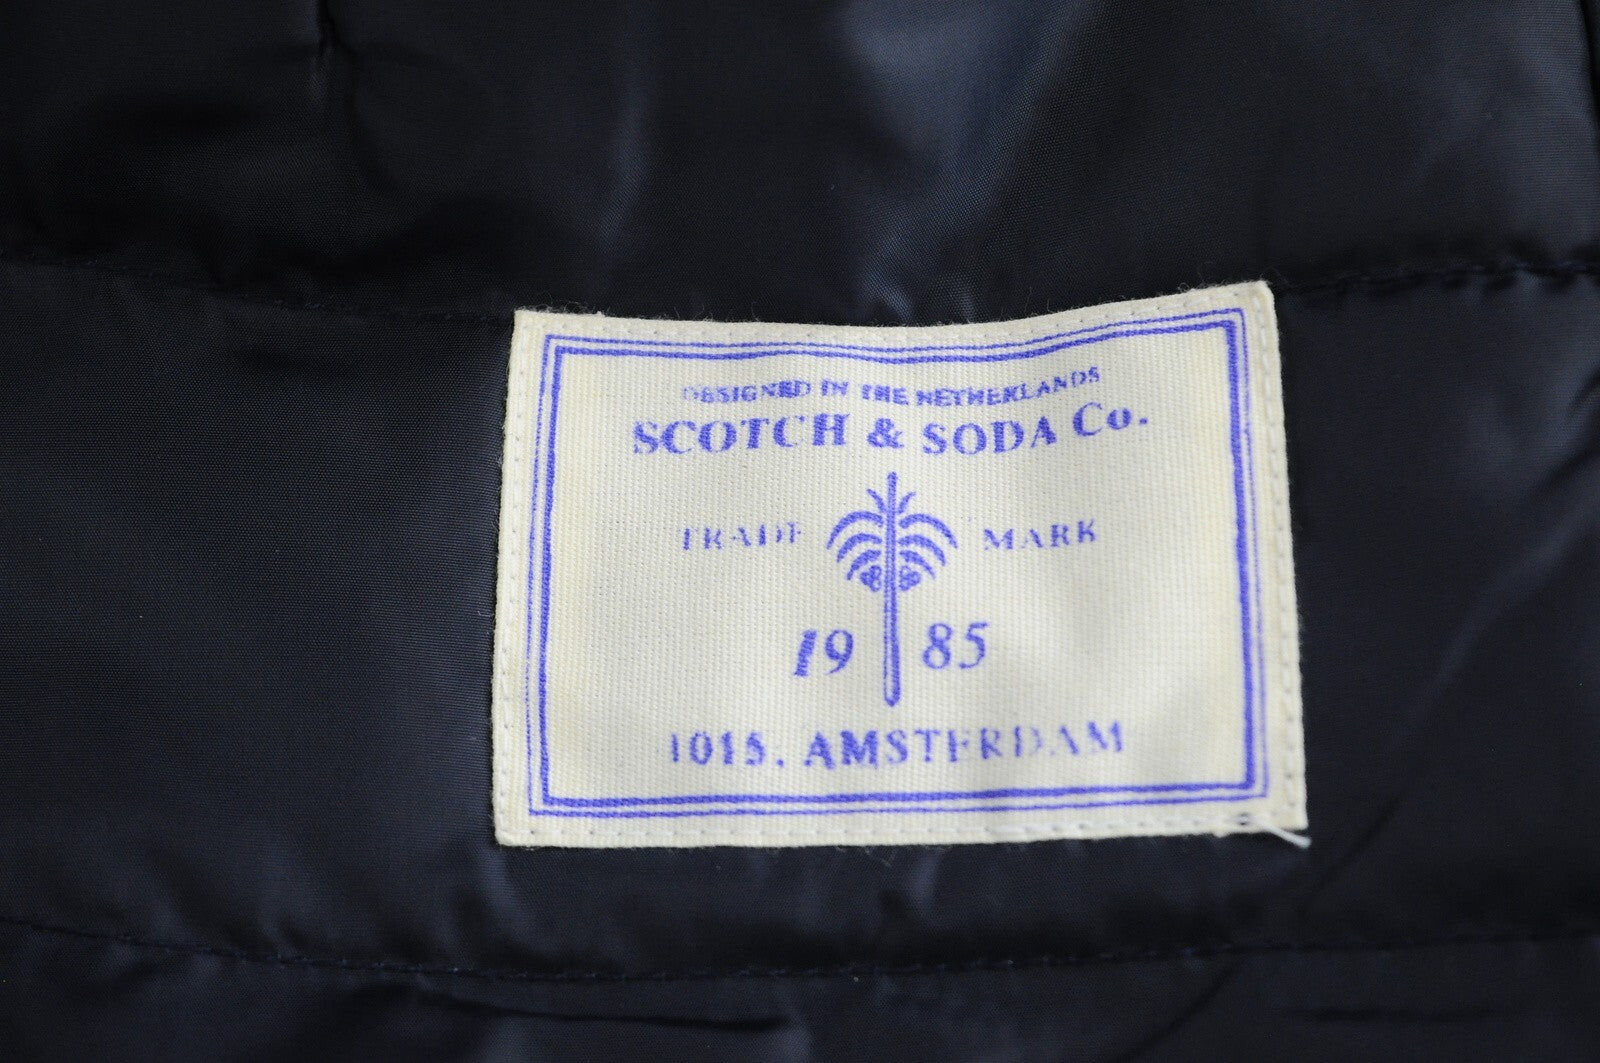 DESIGNED IN THE NETHERLANDS
SCOTCH & SODA Co.
TRADE MARK
19 85
1015. AMSTERDAM